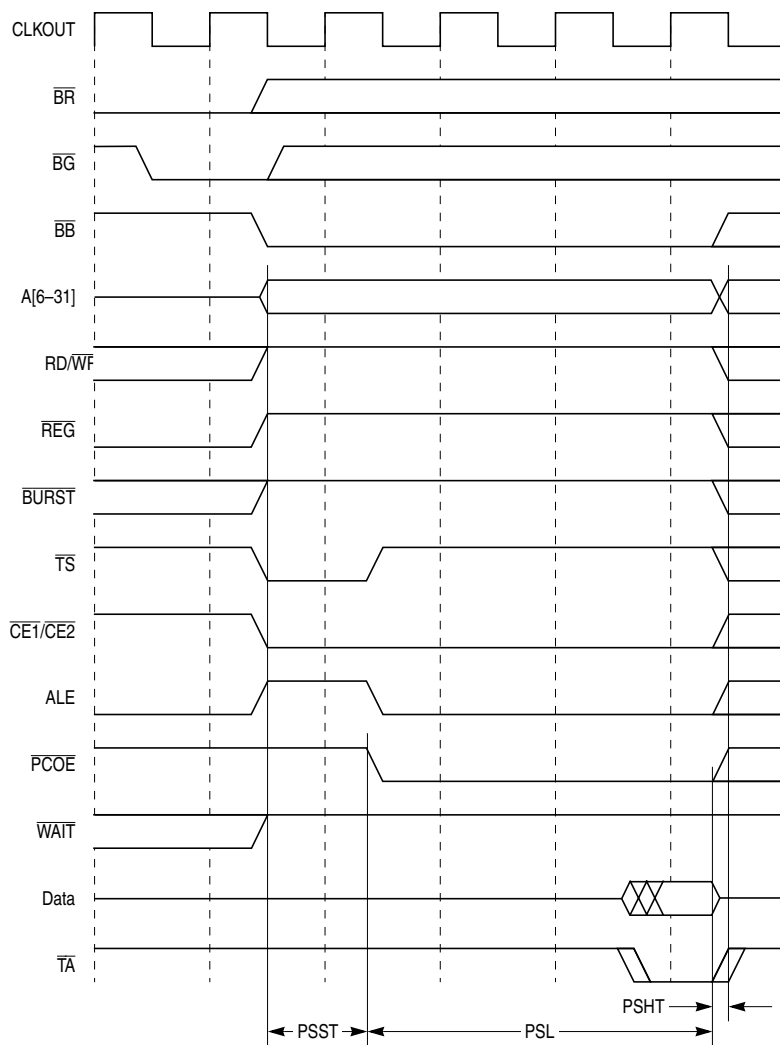 CLKOUT
BR
BG
BB
A[6–31]
RD/WF
REG
BURST
TS
CE1/CE2
ALE
PCOE
WAIT
Data
TA
PSHT
PSST
PSL